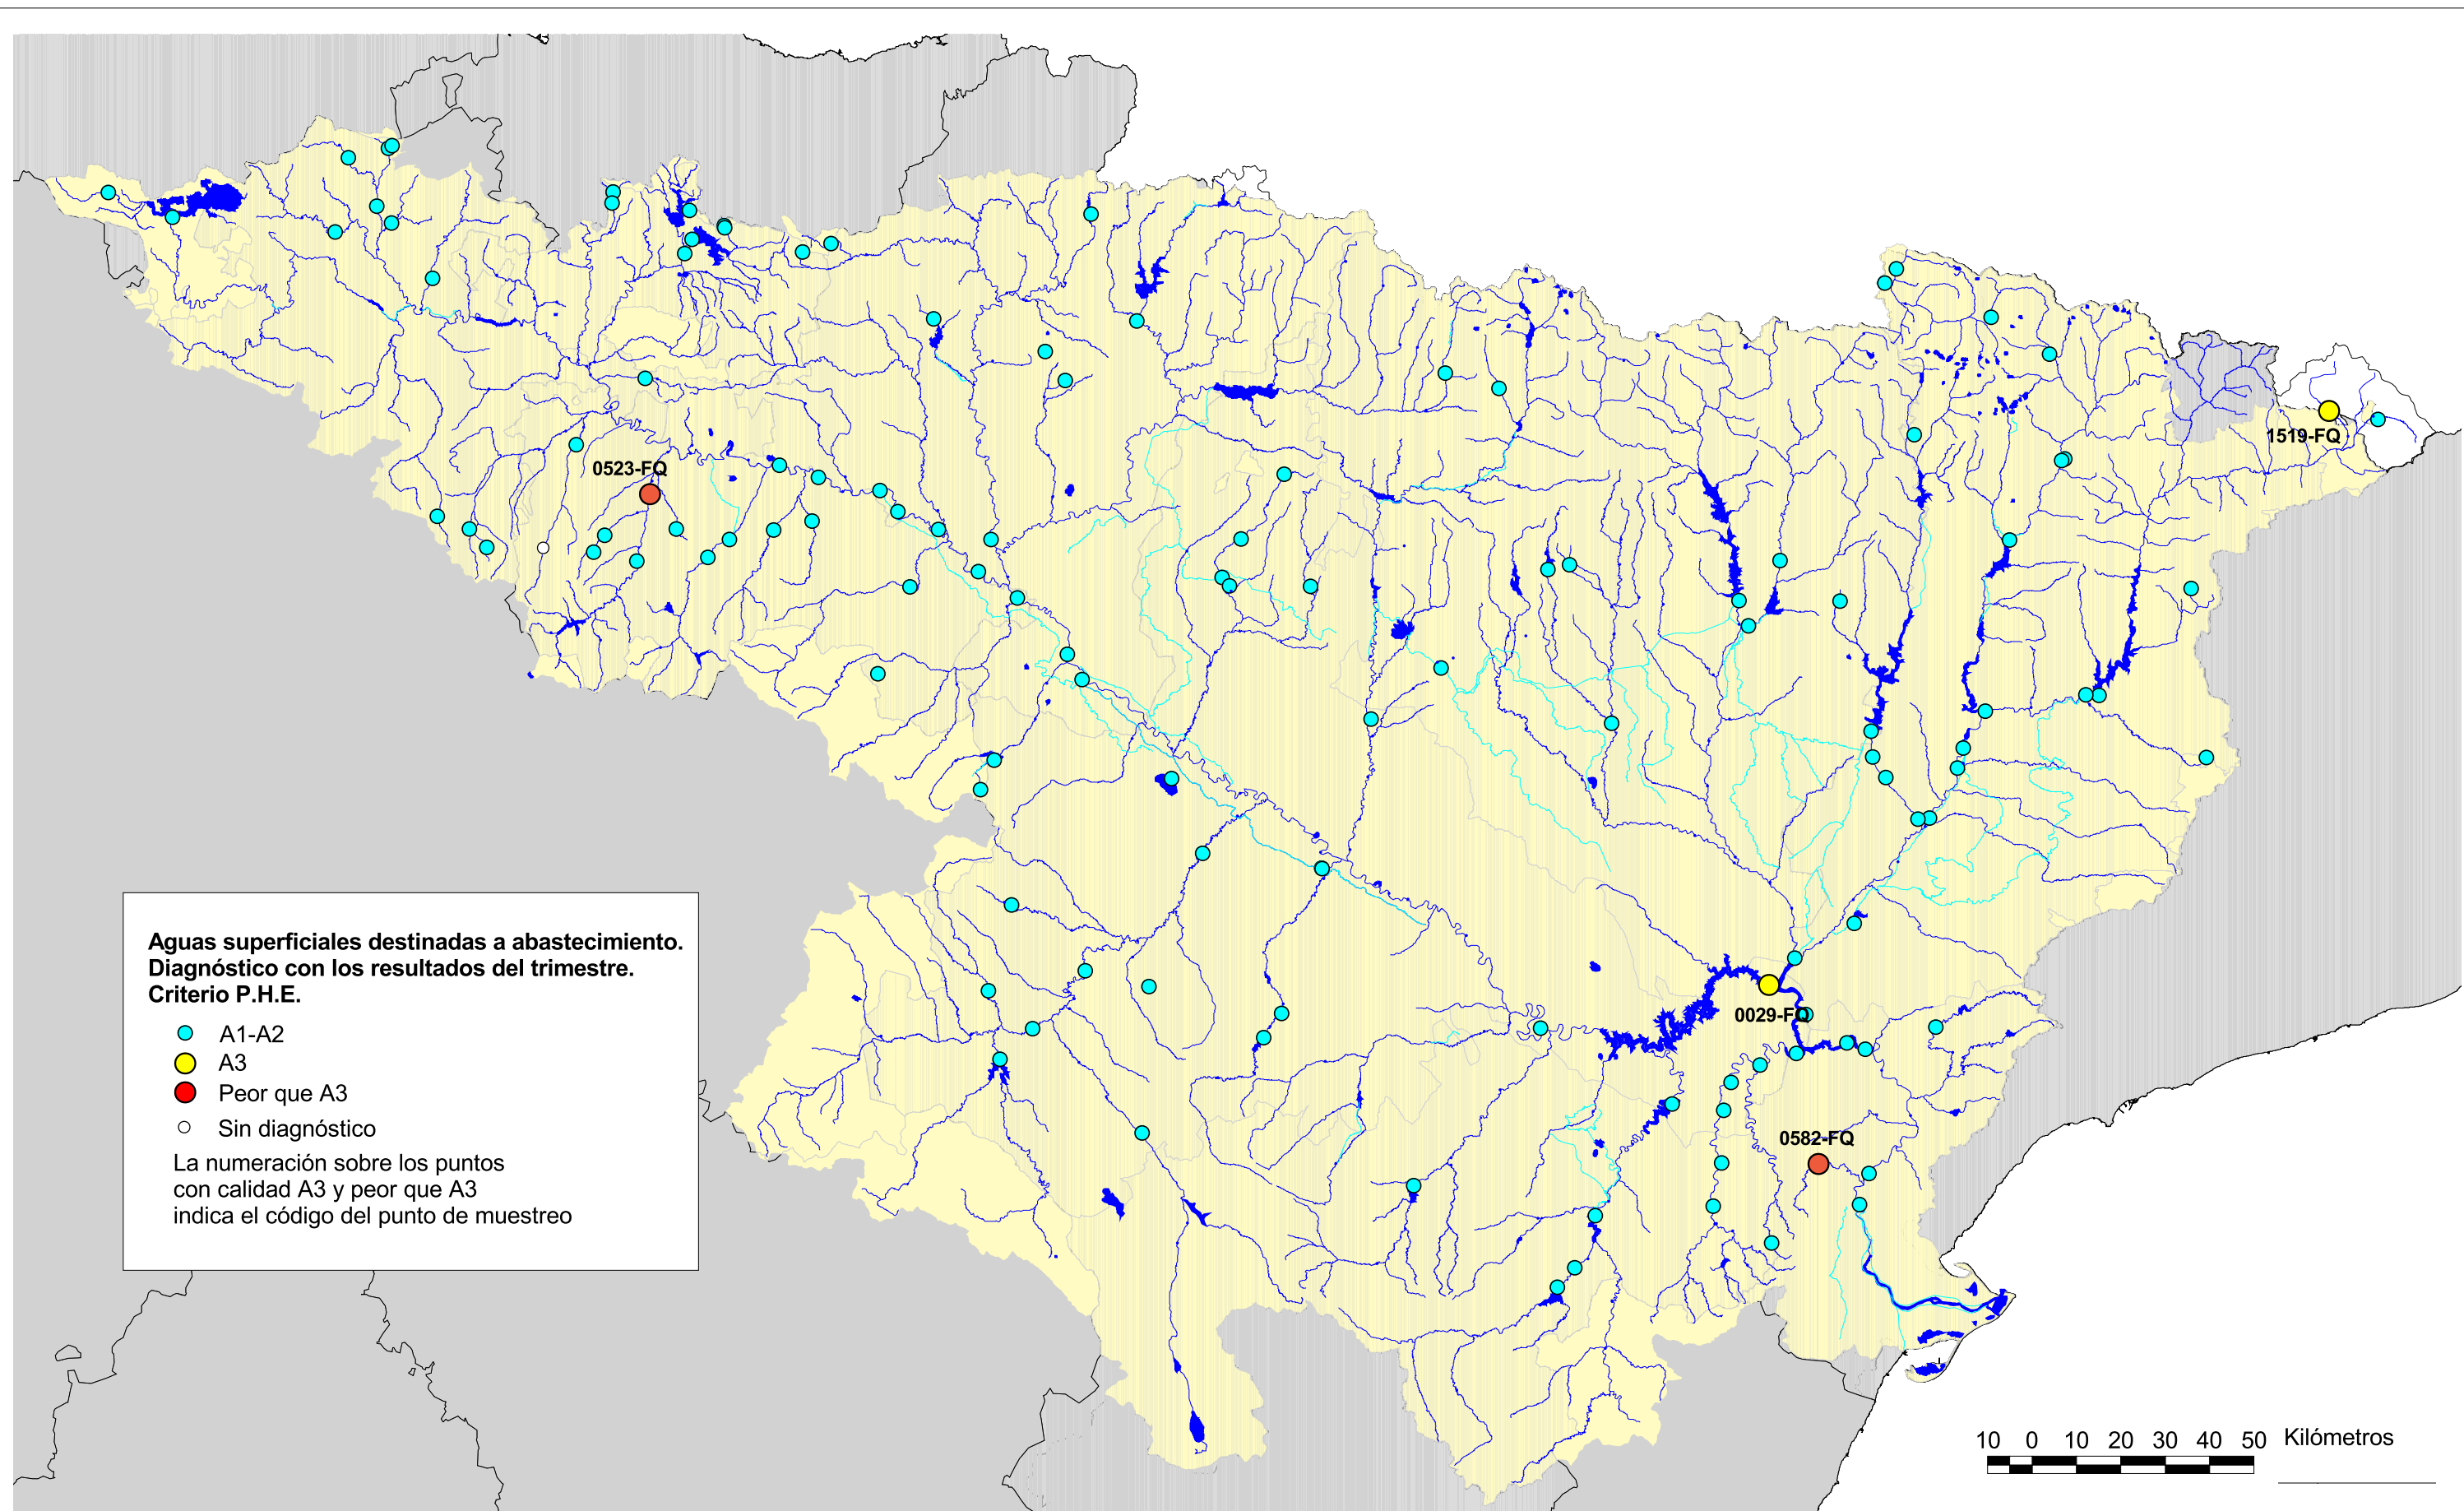 1519-FQ
0523-FQ
Aguas superficiales destinadas a abastecimiento.
Diagnóstico con los resultados del trimestre.
Criterio P.H.E.
A1-A2
A3
Peor que A3
Sin diagnóstico
La numeración sobre los puntos
con calidad A3 y peor que A3
indica el código del punto de muestreo
0029-FQ
0582-FQ
10 0 10 20 30 40 50 Kilómetros